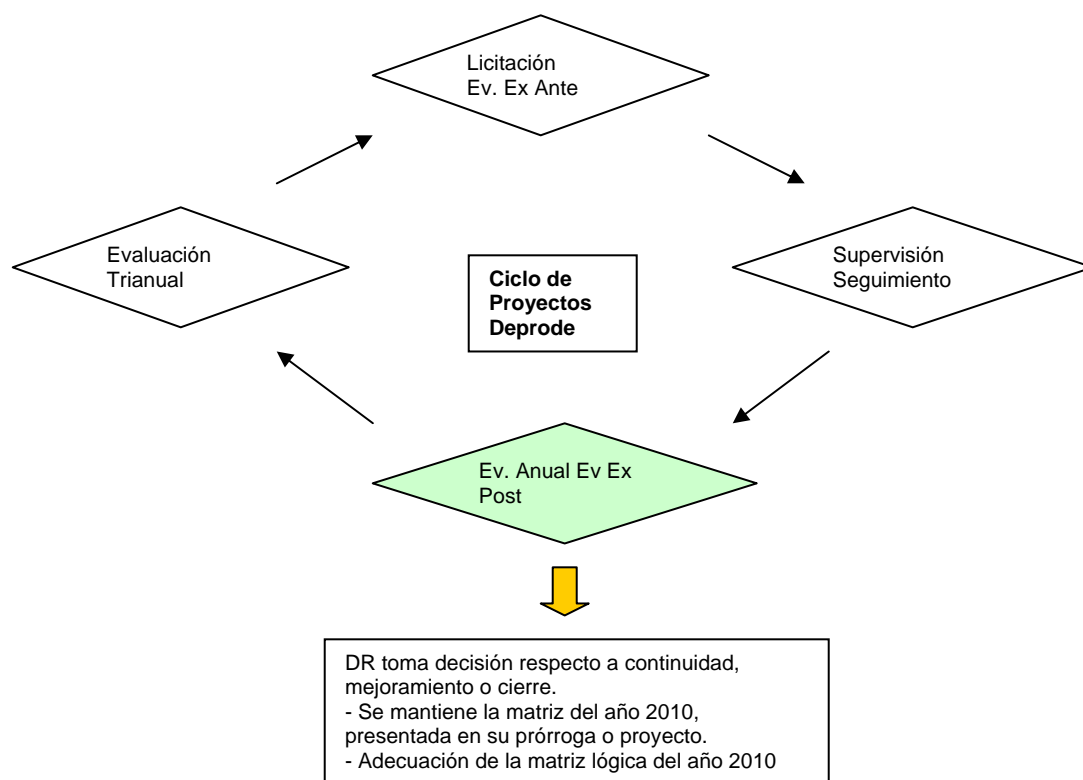 Licitación
Ev. Ex Ante
Evaluación
Trianual
Ciclo de
Proyectos
Deprode
Supervisión
Seguimiento
Ev. Anual Ev Ex
Post
DR toma decisión respecto a continuidad,
mejoramiento o cierre.
- Se mantiene la matriz del año 2010,
presentada en su prórroga o proyecto.
- Adecuación de la matriz lógica del año 2010